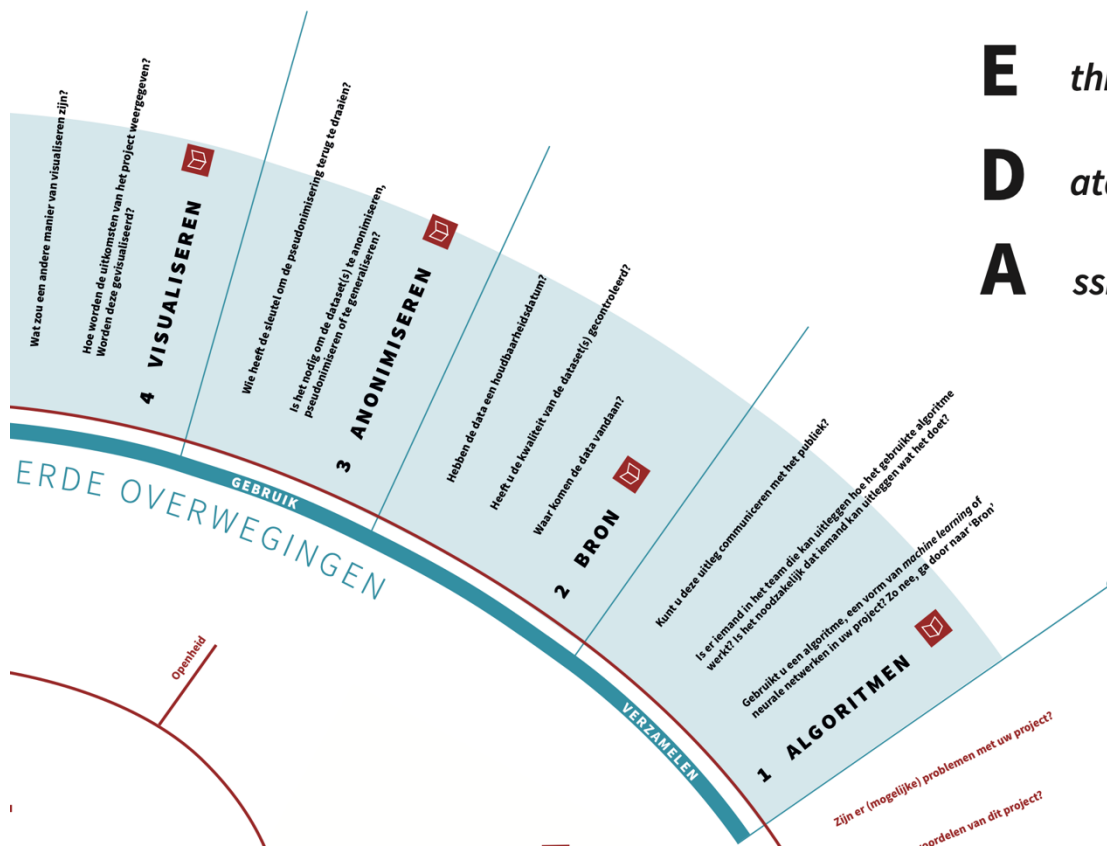 E
D
A
Wat zou een andere manier van visualiseren zijn?
Hoe worden de uitkomsten van het project weergegeven?
Worden deze gevisualiseerd?
4 VISUALISEREN
Wie heeft de sleutel om de pseudonimisering terug te draaien?
Is het nodig om de dataset(s) te anonimiseren,
pseudonimiseren of te generaliseren?
3 ANONIMISEREN
Hebben de data een houdbaarheidsdatum?
Heeft u de kwaliteit van de dataset(s) gecontroleerd?
Waar komen de data vandaan?
2 BRON
Kunt u deze uitleg communiceren met het publiek?
Is er iemand in het team die kan uitleggen hoe het gebruikte algoritme
werkt? Is het noodzakelijk dat iemand kan uitleggen wat het doet?
Gebruikt u een algoritme, een vorm van machine learning of
neurale netwerken in uw project? Zo nee, ga door naar 'Bron'
1 ALGORITMEN
GEBRUIK
VERZAMELEN
ERDE OVERWEGINGEN
Openheid
Zijn er (mogelijke) problemen met uw project?
van dit project?